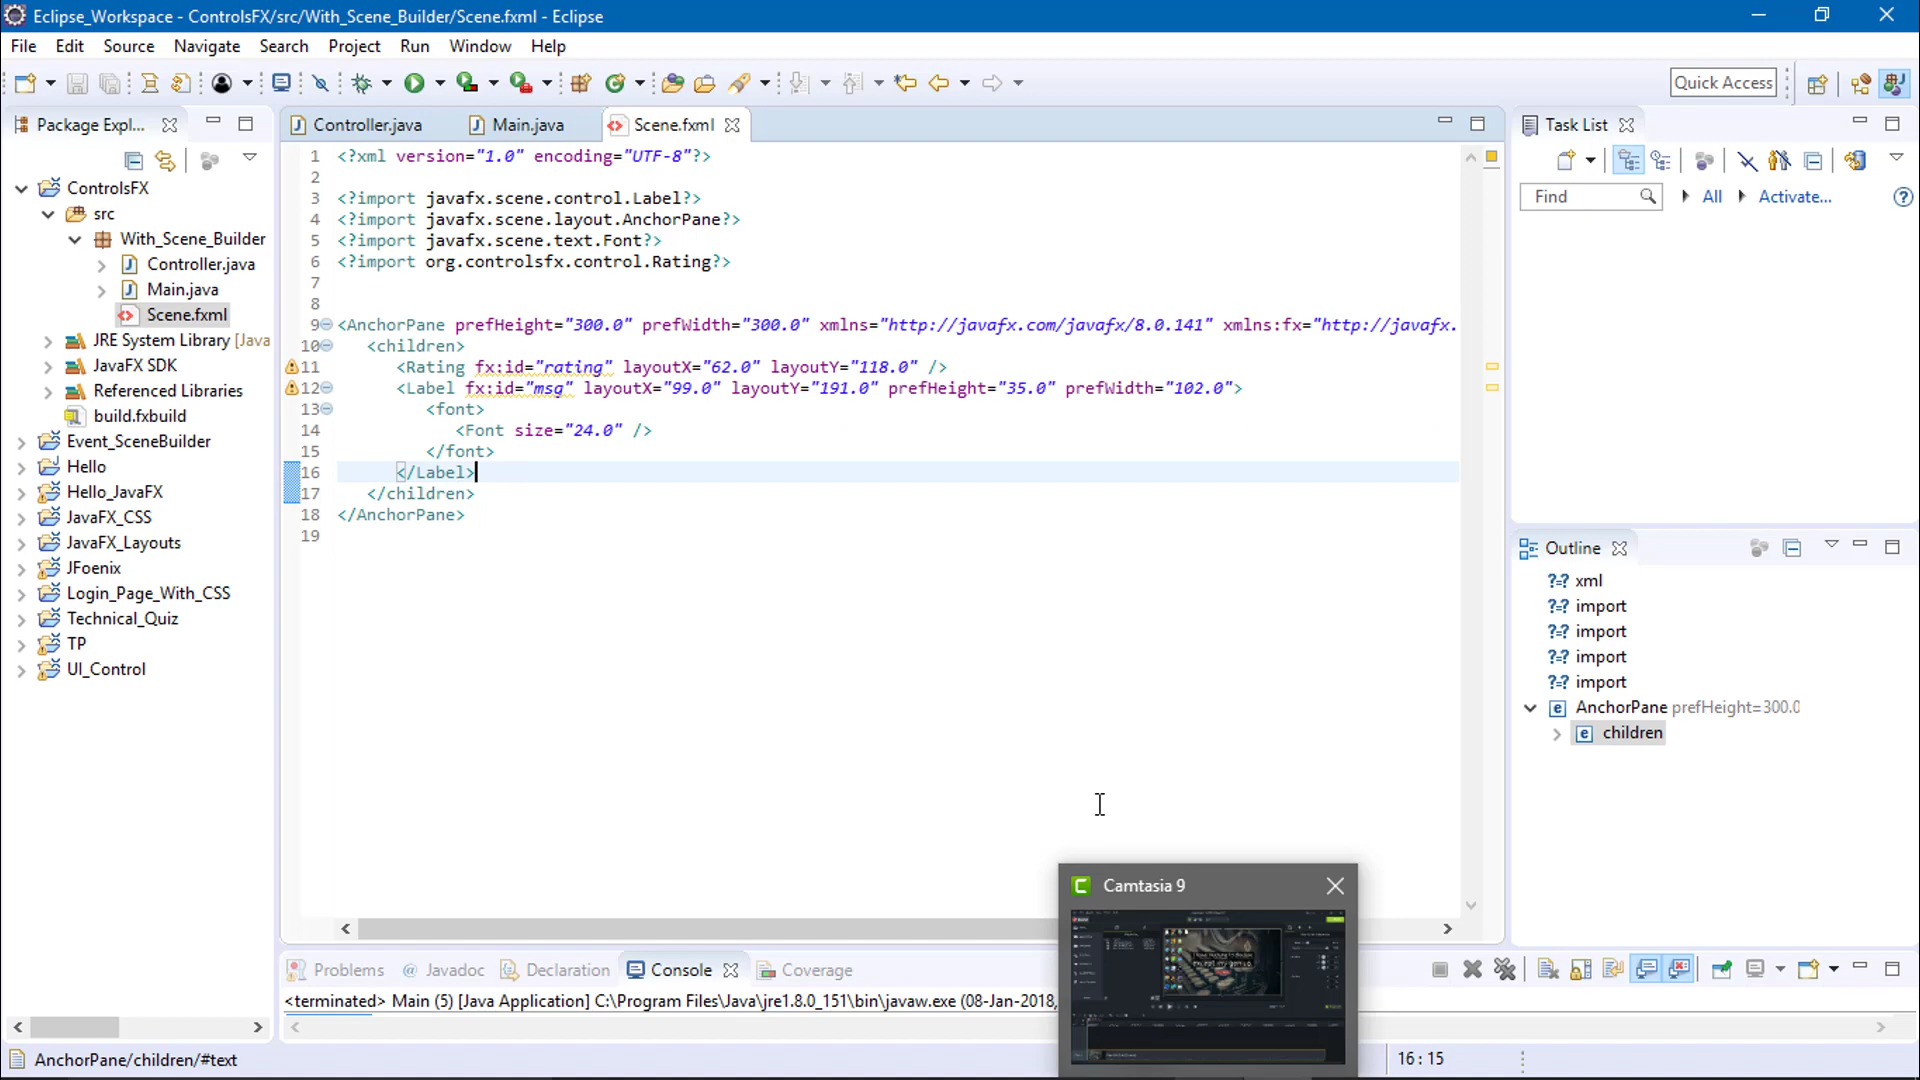 Eclipse_Workspace - ControlsFX/src/With_Scene_Builder/Scene.fxml - Eclipse
File Edit Source Navigate Search Project Run Window Help
Quick Access
Package Expl...
ControlsFX
src
With_Scene_Builder
Controller.java
Main.java
Scene.fxml
JRE System Library [Java
JavaFX SDK
Referenced Libraries
build.fxbuild
Event_SceneBuilder
Hello
Hello_JavaFX
JavaFX_CSS
JavaFX_Layouts
JFoenix
Login_Page_With_CSS
Technical_Quiz
TP
UI_Control
Controller.java Main.java Scene.fxml
1 <?xml version="1.0" encoding="UTF-8"?>
2
3 <?import javafx.scene.control.Label?>
4 <?import javafx.scene.layout.AnchorPane?>
5 <?import javafx.scene.text.Font?>
6 <?import org.controlsfx.control.Rating?>
7
8
9 <AnchorPane prefHeight="300.0" prefWidth="300.0" xmlns="http://javafx.com/javafx/8.0.141" xmlns:fx="http://javafx.
10 <children>
11 <Rating fx:id="rating" layoutX="62.0" layoutY="118.0" />
12 <Label fx:id="msg" layoutX="99.0" layoutY="191.0" prefHeight="35.0" prefWidth="102.0">
13 <font>
14 <Font size="24.0" />
15 </font>
16 </Label>
17 </children>
18 </AnchorPane>
19
Task List
Find All Activate...
Outline
xml
import
import
import
import
AnchorPane prefHeight=300.0
children
Camtasia 9
Problems @ Javadoc Declaration Console Coverage
<terminated> Main (5) [Java Application] C:\Program Files\Java\jre1.8.0_151\bin\javaw.exe (08-Jan-2018,
AnchorPane/children/#text
16 : 15